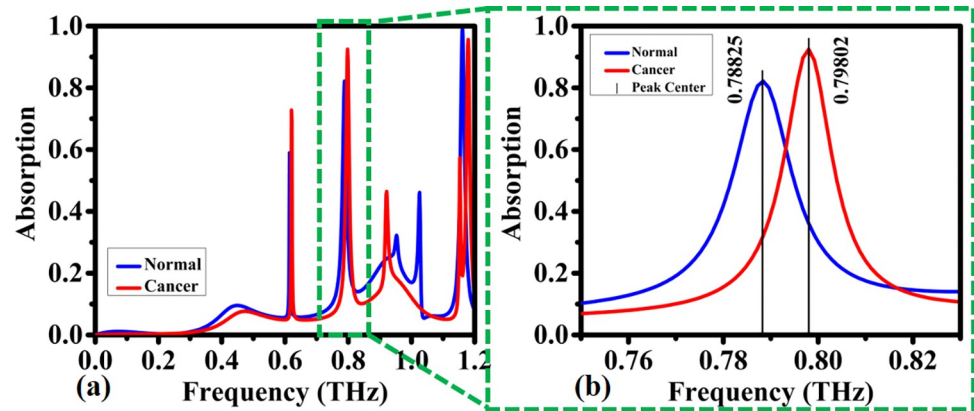 Absorption
1.0
0.8
0.6
0.4
0.2
0.0
Normal
Cancer
0.0 0.2 0.4 0.6 0.8 1.0 1.2
(a) Frequency (THz)
Absorption
1.0
0.8
0.6
0.4
0.2
0.0
Normal
Cancer
Peak Center
0.78825
0.79802
0.76 0.78 0.80 0.82
(b) Frequency (THz)